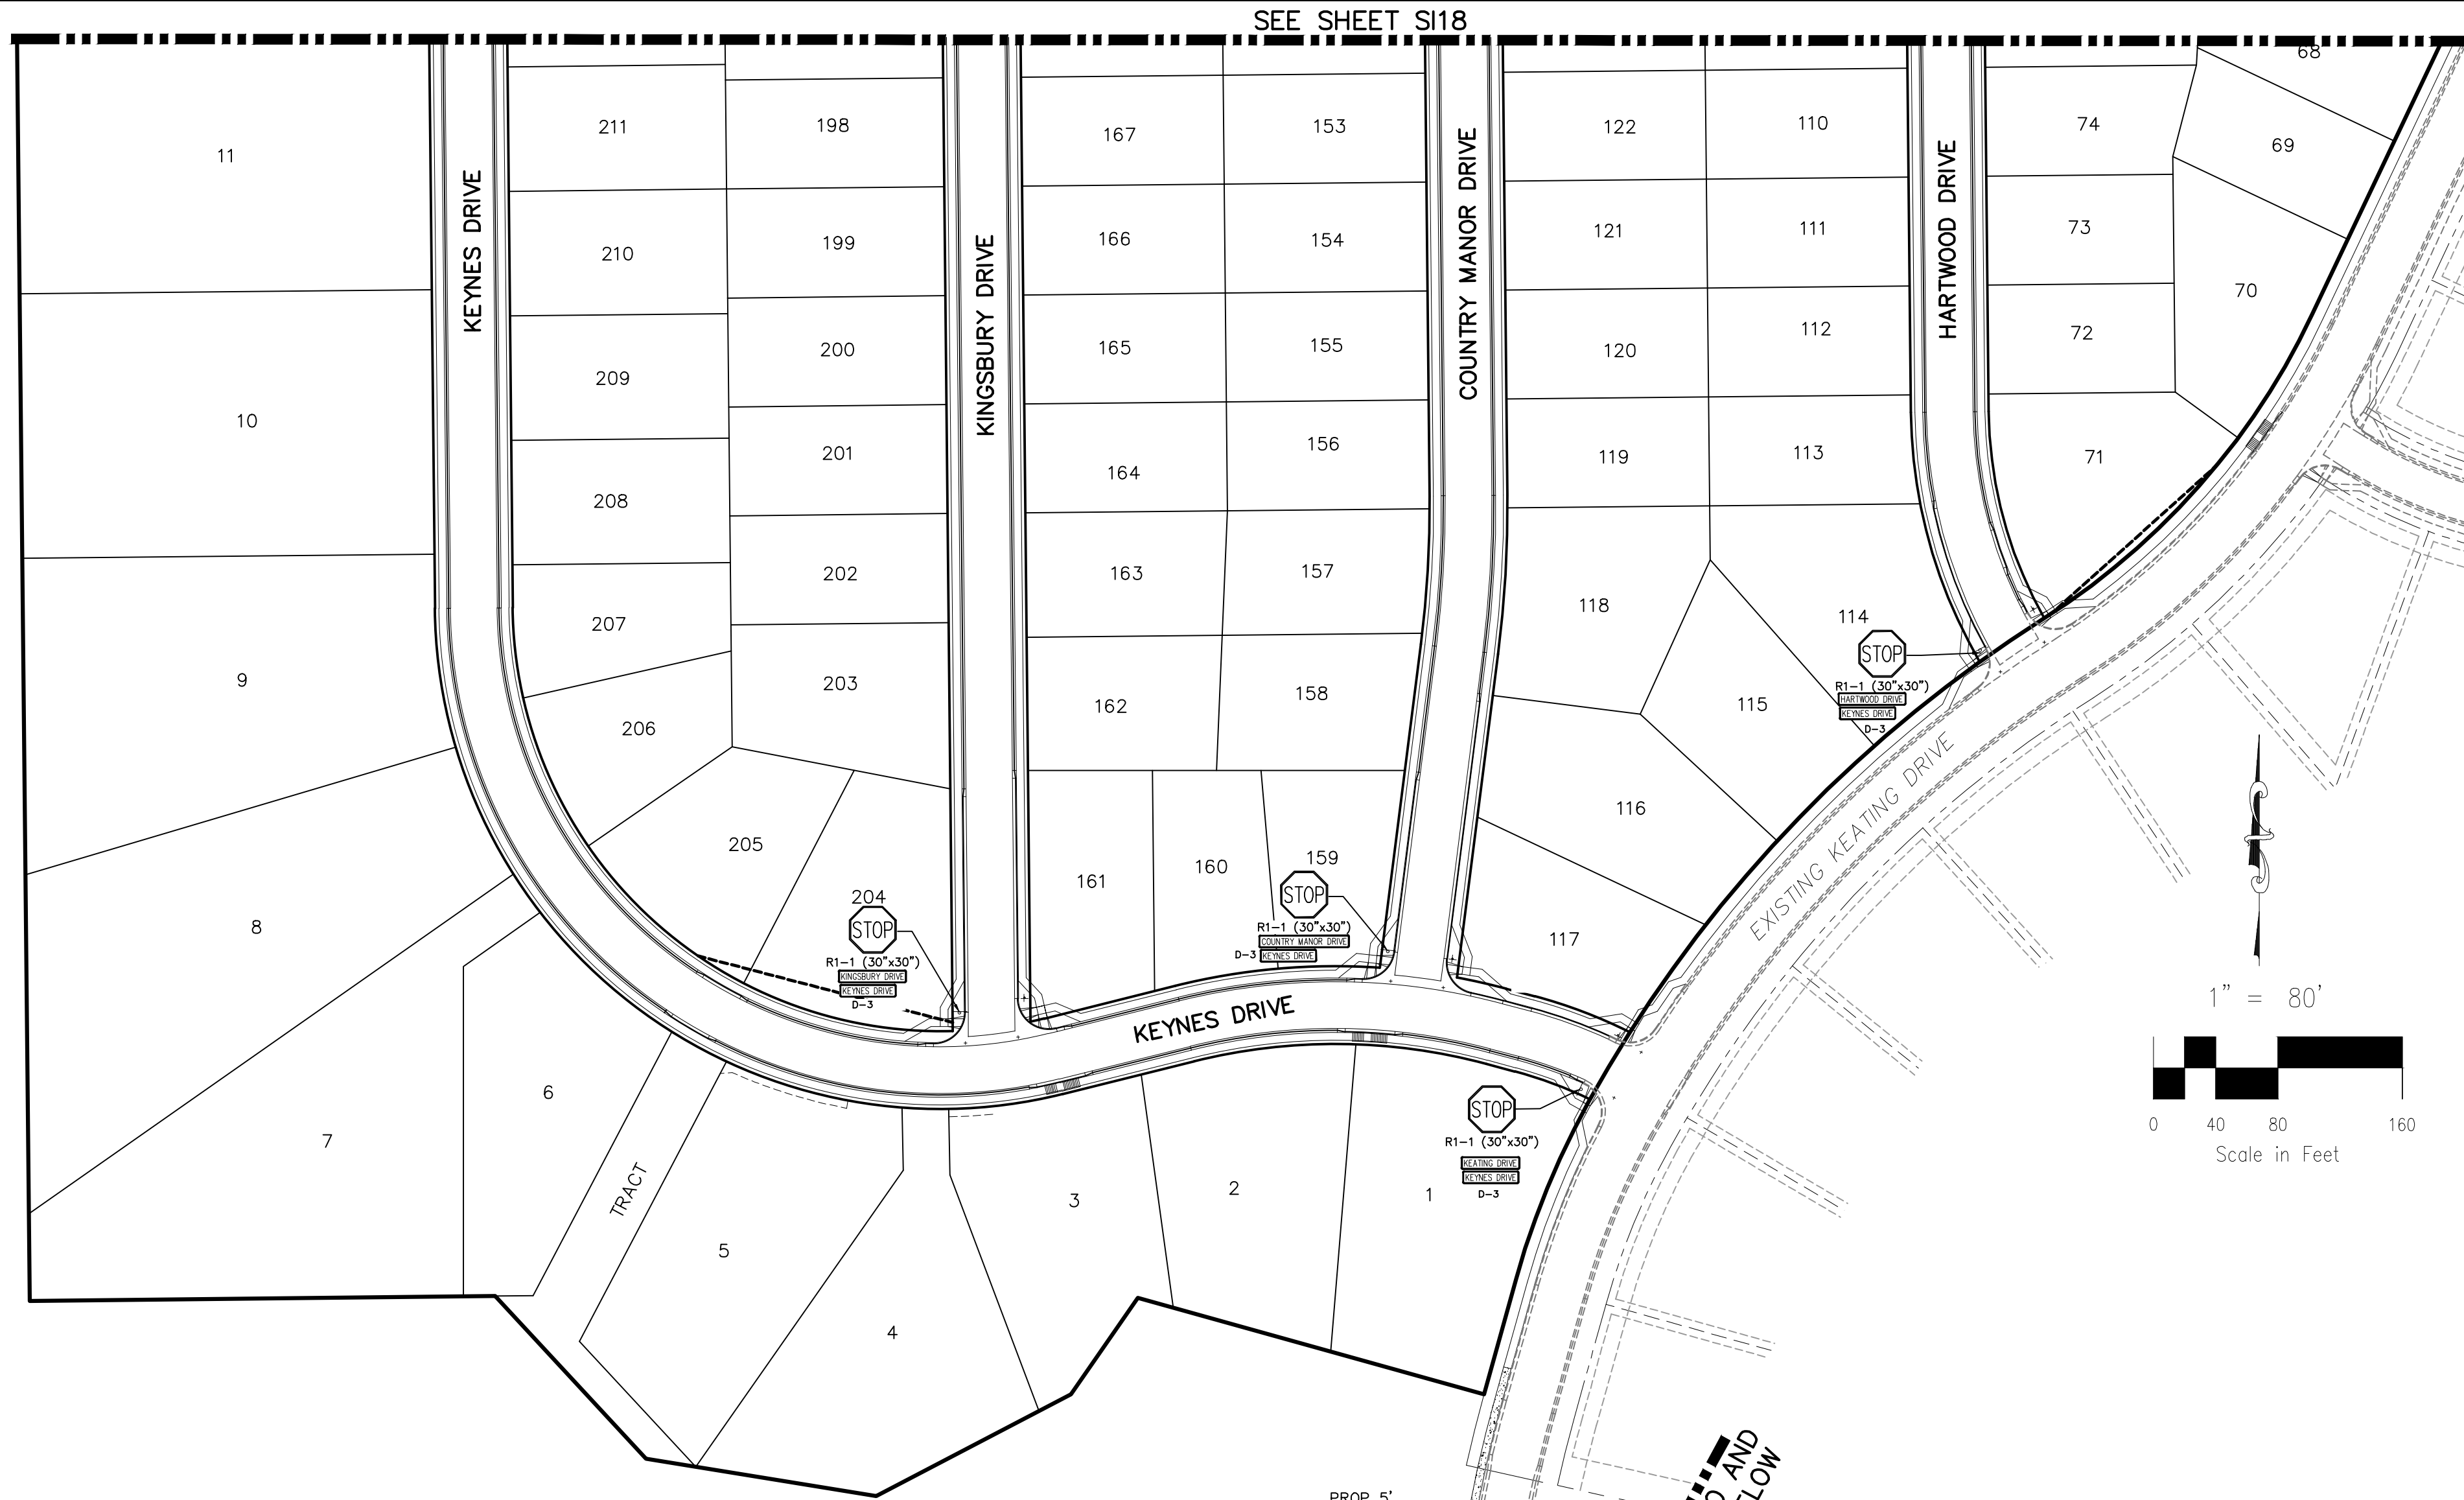 SEE SHEET SI18
68
11
KEYNES DRIVE
211
198
KINGSBURY DRIVE
167
153
COUNTRY MANOR DRIVE
122
110
HARTWOOD DRIVE
74
69
210
199
166
154
121
111
73
70
209
200
165
155
120
112
72
10
208
201
164
156
119
113
71
207
202
163
157
118
114
STOP
R1-1 (30"x30")
HARTWOOD DRIVE
KEYNES DRIVE
D-3
9
206
203
162
158
115
116
EXISTING KEATING DRIVE
205
204
STOP
R1-1 (30"x30")
KINGSBURY DRIVE
KEYNES DRIVE
D-3
161
160
159
STOP
R1-1 (30"x30")
COUNTRY MANOR DRIVE
D-3 KEYNES DRIVE
117
8
KEYNES DRIVE
1" = 80'
0 40 80 160
Scale in Feet
7
6
TRACT
5
4
3
2
1
STOP
R1-1 (30"x30")
KEATING DRIVE
KEYNES DRIVE
D-3
PROP 5'
AND
FLOW